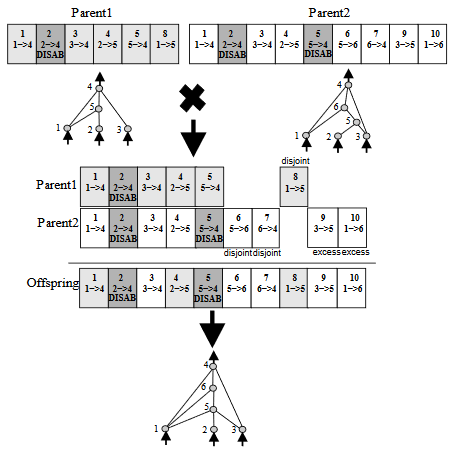 Parent1 Parent2
1 2 3 4 5 8 1 2 3 4 5 6 7 9 10
1->4 2->4 3->4 2->5 5->4 1->5 1->4 2->4 3->4 2->5 5->4 5->6 6->4 3->5 1->6
DISAB DISAB DISAB
4 4
6
5 5
1 2 3 1 2 3
disjoint
1 2 3 4 5 8
Parent1 1->4 2->4 3->4 2->5 5->4 1->5
DISAB
1 2 3 4 5 6 7 9 10
Parent2 1->4 2->4 3->4 2->5 5->4 5->6 6->4 3->5 1->6
DISAB DISAB
disjoint disjoint excess excess
1 2 3 4 5 6 7 8 9 10
Offspring 1->4 2->4 3->4 2->5 5->4 5->6 6->4 1->5 3->5 1->6
DISAB DISAB
4
6
5
1 2 3